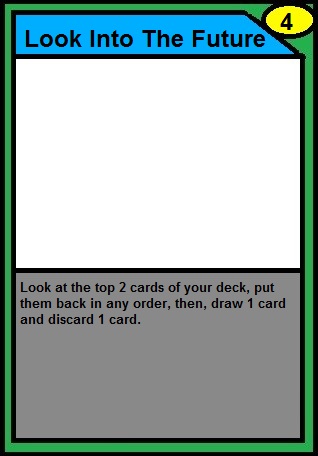 Look Into The Future
4
Look at the top 2 cards of your deck, put
them back in any order, then, draw 1 card
and discard 1 card.